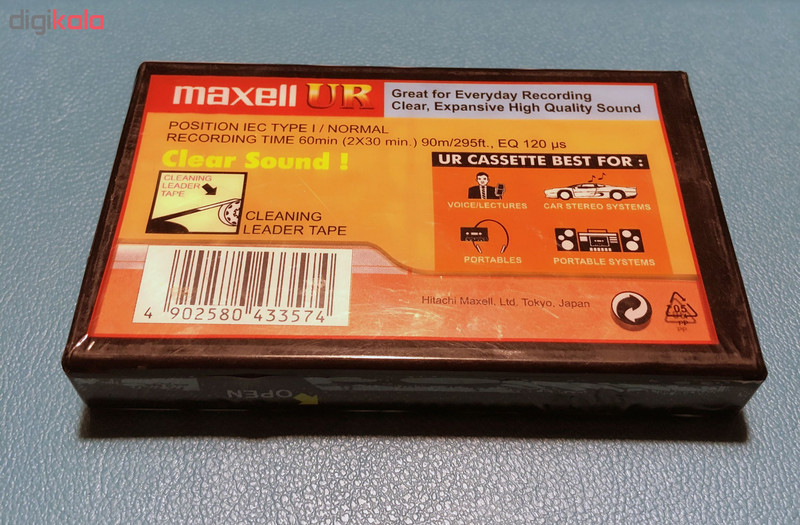 digikala
maxell UR
Great for Everyday Recording
Clear, Expansive High Quality Sound
POSITION IEC TYPE I / NORMAL
RECORDING TIME 60min (2X30 min.) 90m/295ft., EQ 120 µs
Clear Sound !
CLEANING
LEADER
TAPE
CLEANING
LEADER TAPE
UR CASSETTE BEST FOR :
VOICE/LECTURES
CAR STEREO SYSTEMS
PORTABLES
PORTABLE SYSTEMS
4 902580 433574
Hitachi Maxell, Ltd. Tokyo, Japan
05
PP
OPEN